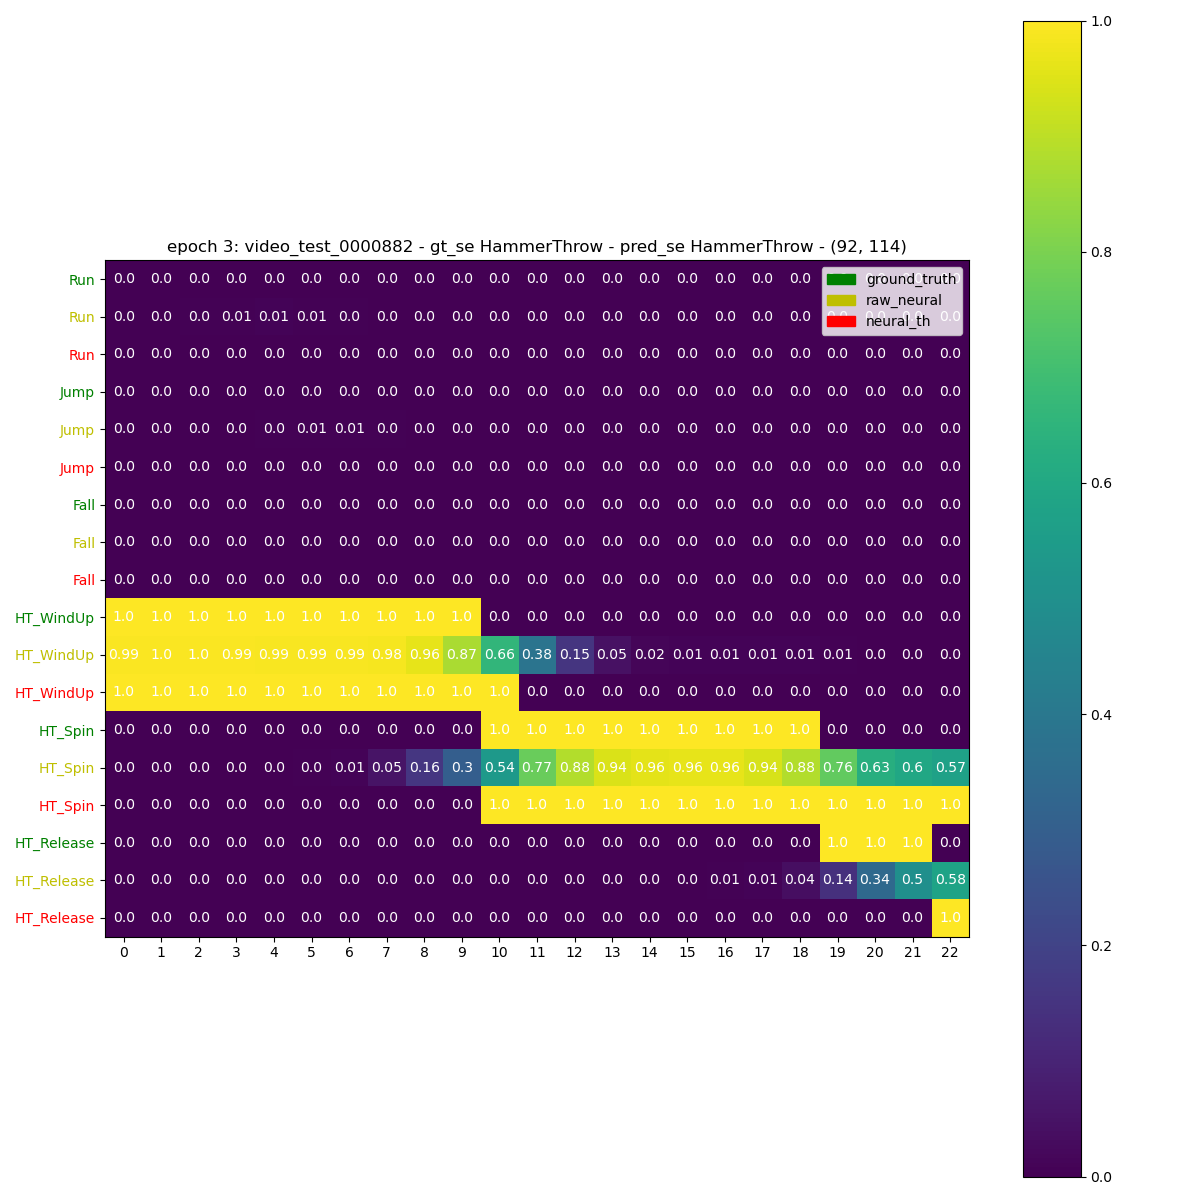 epoch 3: video_test_0000882 - gt_se HammerThrow - pred_se HammerThrow - (92, 114)
Run 0.0 0.0 0.0 0.0 0.0 0.0 0.0 0.0 0.0 0.0 0.0 0.0 0.0 0.0 0.0 0.0 0.0 0.0 0.0
ground_truth
Run 0.0 0.0 0.0 0.01 0.01 0.01 0.0 0.0 0.0 0.0 0.0 0.0 0.0 0.0 0.0 0.0 0.0 0.0 0.0
raw_neural
neural_th
Run 0.0 0.0 0.0 0.0 0.0 0.0 0.0 0.0 0.0 0.0 0.0 0.0 0.0 0.0 0.0 0.0 0.0 0.0 0.0 0.0 0.0 0.0 0.0
Jump 0.0 0.0 0.0 0.0 0.0 0.0 0.0 0.0 0.0 0.0 0.0 0.0 0.0 0.0 0.0 0.0 0.0 0.0 0.0 0.0 0.0 0.0 0.0
Jump 0.0 0.0 0.0 0.0 0.0 0.01 0.01 0.0 0.0 0.0 0.0 0.0 0.0 0.0 0.0 0.0 0.0 0.0 0.0 0.0 0.0 0.0 0.0
Jump 0.0 0.0 0.0 0.0 0.0 0.0 0.0 0.0 0.0 0.0 0.0 0.0 0.0 0.0 0.0 0.0 0.0 0.0 0.0 0.0 0.0 0.0 0.0
Fall 0.0 0.0 0.0 0.0 0.0 0.0 0.0 0.0 0.0 0.0 0.0 0.0 0.0 0.0 0.0 0.0 0.0 0.0 0.0 0.0 0.0 0.0 0.0
Fall 0.0 0.0 0.0 0.0 0.0 0.0 0.0 0.0 0.0 0.0 0.0 0.0 0.0 0.0 0.0 0.0 0.0 0.0 0.0 0.0 0.0 0.0 0.0
Fall 0.0 0.0 0.0 0.0 0.0 0.0 0.0 0.0 0.0 0.0 0.0 0.0 0.0 0.0 0.0 0.0 0.0 0.0 0.0 0.0 0.0 0.0 0.0
HT_WindUp 1.0 1.0 1.0 1.0 1.0 1.0 1.0 1.0 1.0 1.0 0.0 0.0 0.0 0.0 0.0 0.0 0.0 0.0 0.0 0.0 0.0 0.0 0.0
HT_WindUp 0.99 1.0 1.0 0.99 0.99 0.99 0.99 0.98 0.96 0.87 0.66 0.38 0.15 0.05 0.02 0.01 0.01 0.01 0.01 0.01 0.0 0.0 0.0
HT_WindUp 1.0 1.0 1.0 1.0 1.0 1.0 1.0 1.0 1.0 1.0 1.0 0.0 0.0 0.0 0.0 0.0 0.0 0.0 0.0 0.0 0.0 0.0 0.0
HT_Spin 0.0 0.0 0.0 0.0 0.0 0.0 0.0 0.0 0.0 0.0 1.0 1.0 1.0 1.0 1.0 1.0 1.0 1.0 1.0 0.0 0.0 0.0 0.0
HT_Spin 0.0 0.0 0.0 0.0 0.0 0.0 0.01 0.05 0.16 0.3 0.54 0.77 0.88 0.94 0.96 0.96 0.96 0.94 0.88 0.76 0.63 0.6 0.57
HT_Spin 0.0 0.0 0.0 0.0 0.0 0.0 0.0 0.0 0.0 0.0 1.0 1.0 1.0 1.0 1.0 1.0 1.0 1.0 1.0 1.0 1.0 1.0 1.0
HT_Release 0.0 0.0 0.0 0.0 0.0 0.0 0.0 0.0 0.0 0.0 0.0 0.0 0.0 0.0 0.0 0.0 0.0 0.0 0.0 1.0 1.0 1.0 0.0
HT_Release 0.0 0.0 0.0 0.0 0.0 0.0 0.0 0.0 0.0 0.0 0.0 0.0 0.0 0.0 0.0 0.0 0.01 0.01 0.04 0.14 0.34 0.5 0.58
HT_Release 0.0 0.0 0.0 0.0 0.0 0.0 0.0 0.0 0.0 0.0 0.0 0.0 0.0 0.0 0.0 0.0 0.0 0.0 0.0 0.0 0.0 0.0 1.0
0 1 2 3 4 5 6 7 8 9 10 11 12 13 14 15 16 17 18 19 20 21 22
1.0
0.8
0.6
0.4
0.2
0.0